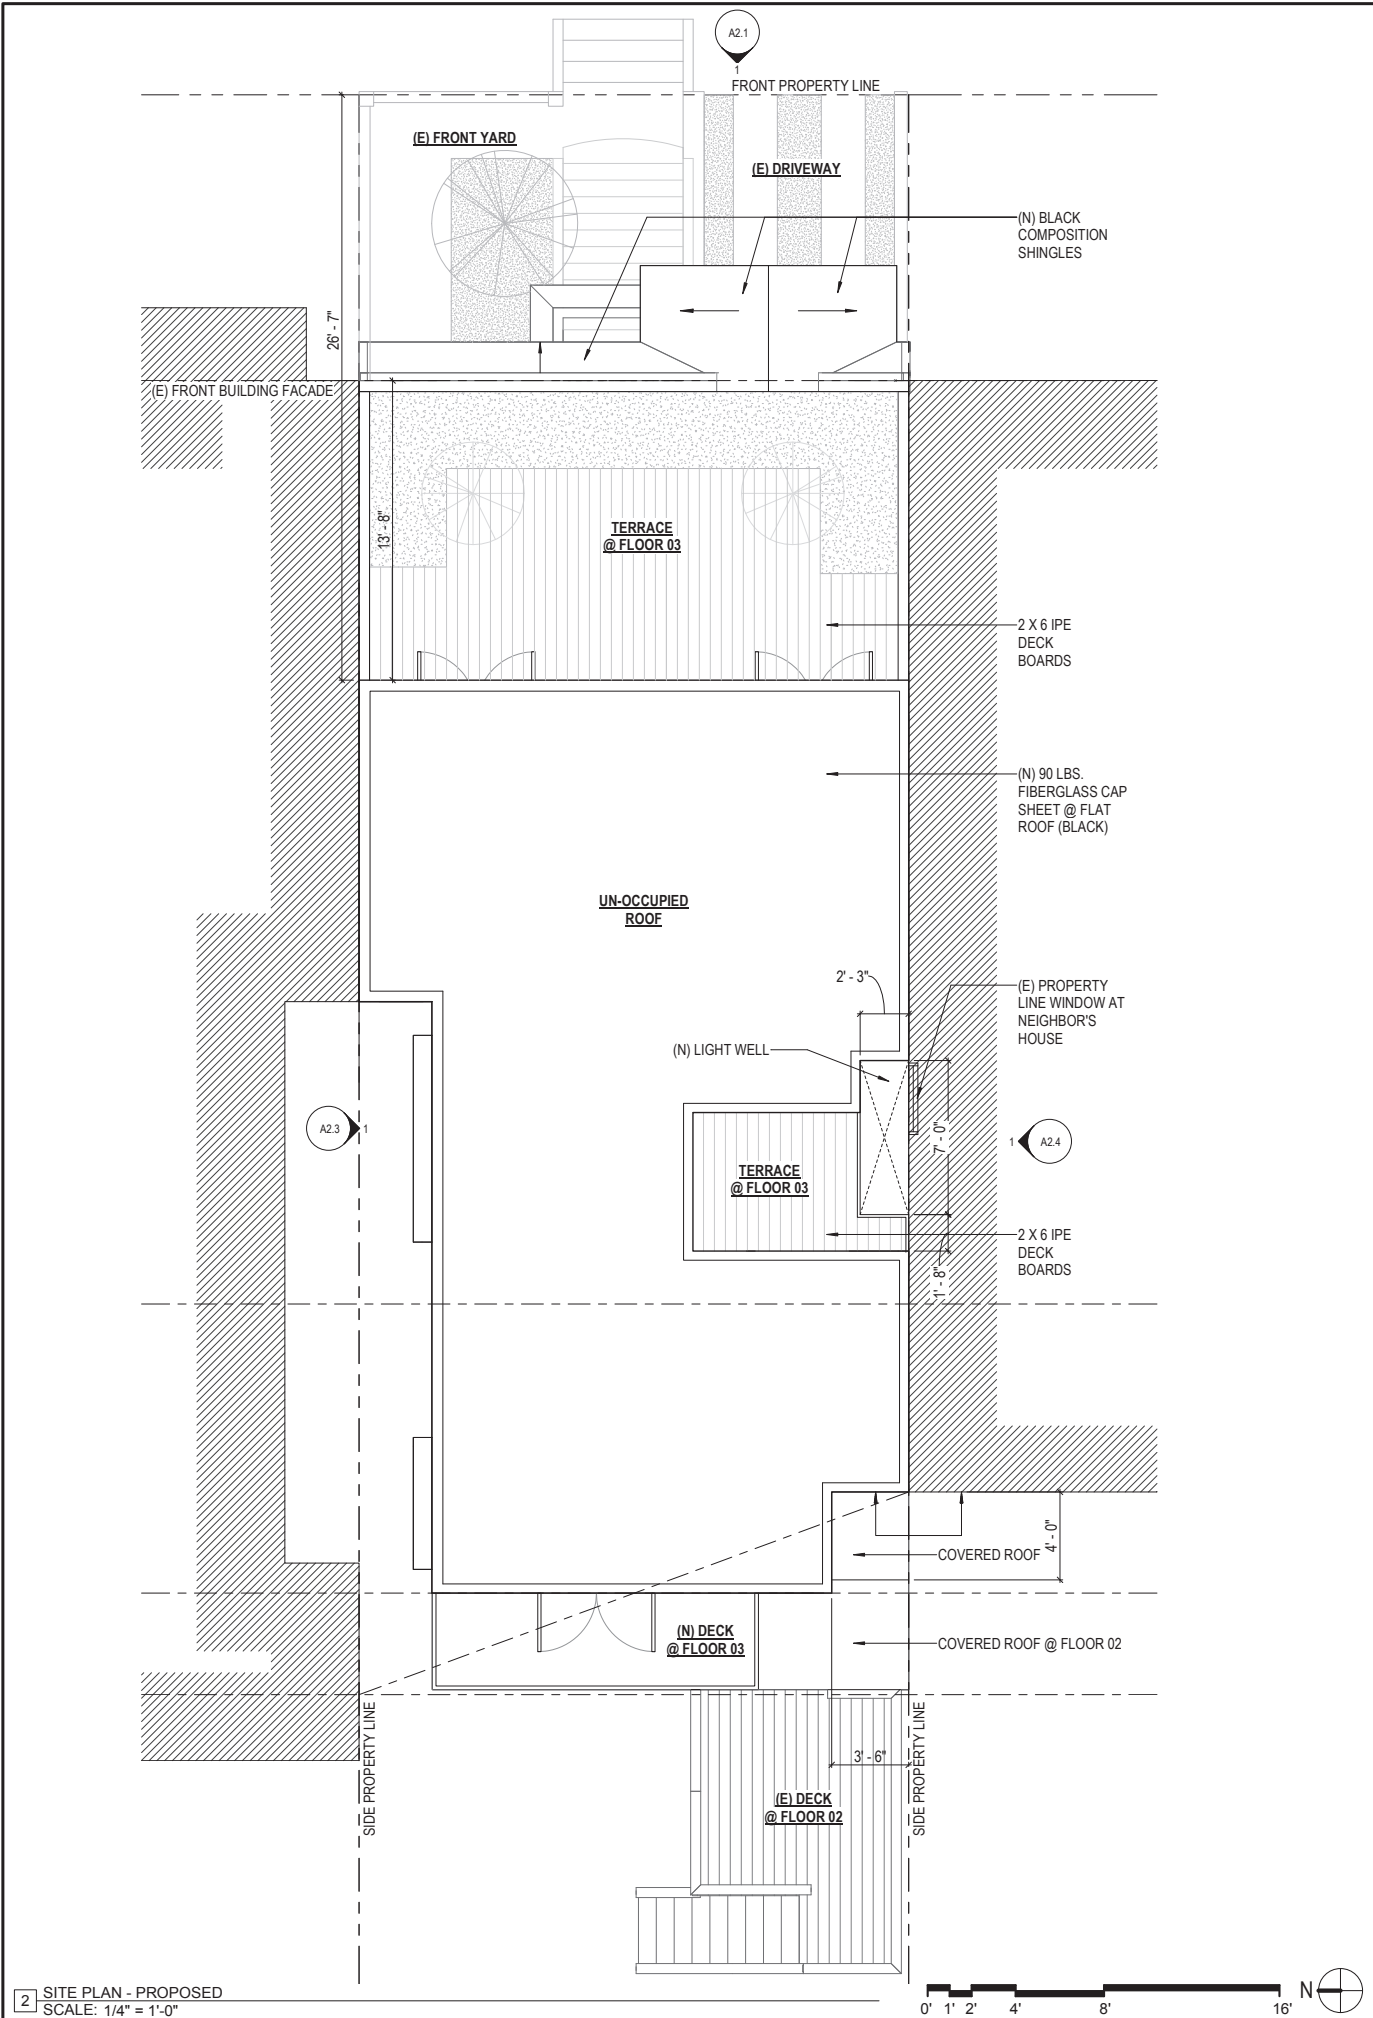 A2.1
1
FRONT PROPERTY LINE
(E) FRONT YARD
(E) DRIVEWAY
(N) BLACK
COMPOSITION
SHINGLES
26' - 7"
(E) FRONT BUILDING FACADE
13' - 8"
TERRACE
@ FLOOR 03
2 X 6 IPE
DECK
BOARDS
(N) 90 LBS.
FIBERGLASS CAP
SHEET @ FLAT
ROOF (BLACK)
UN-OCCUPIED
ROOF
2' - 3"
(E) PROPERTY
LINE WINDOW AT
NEIGHBOR'S
HOUSE
(N) LIGHT WELL
A2.3
1
7' - 0"
1
A2.4
TERRACE
@ FLOOR 03
2 X 6 IPE
DECK
BOARDS
1' - 8"
4' - 0"
COVERED ROOF
(N) DECK
@ FLOOR 03
COVERED ROOF @ FLOOR 02
SIDE PROPERTY LINE
SIDE PROPERTY LINE
3' - 6"
(E) DECK
@ FLOOR 02
2
SITE PLAN - PROPOSED
SCALE: 1/4" = 1'-0"
0' 1' 2' 4' 8' 16'
N